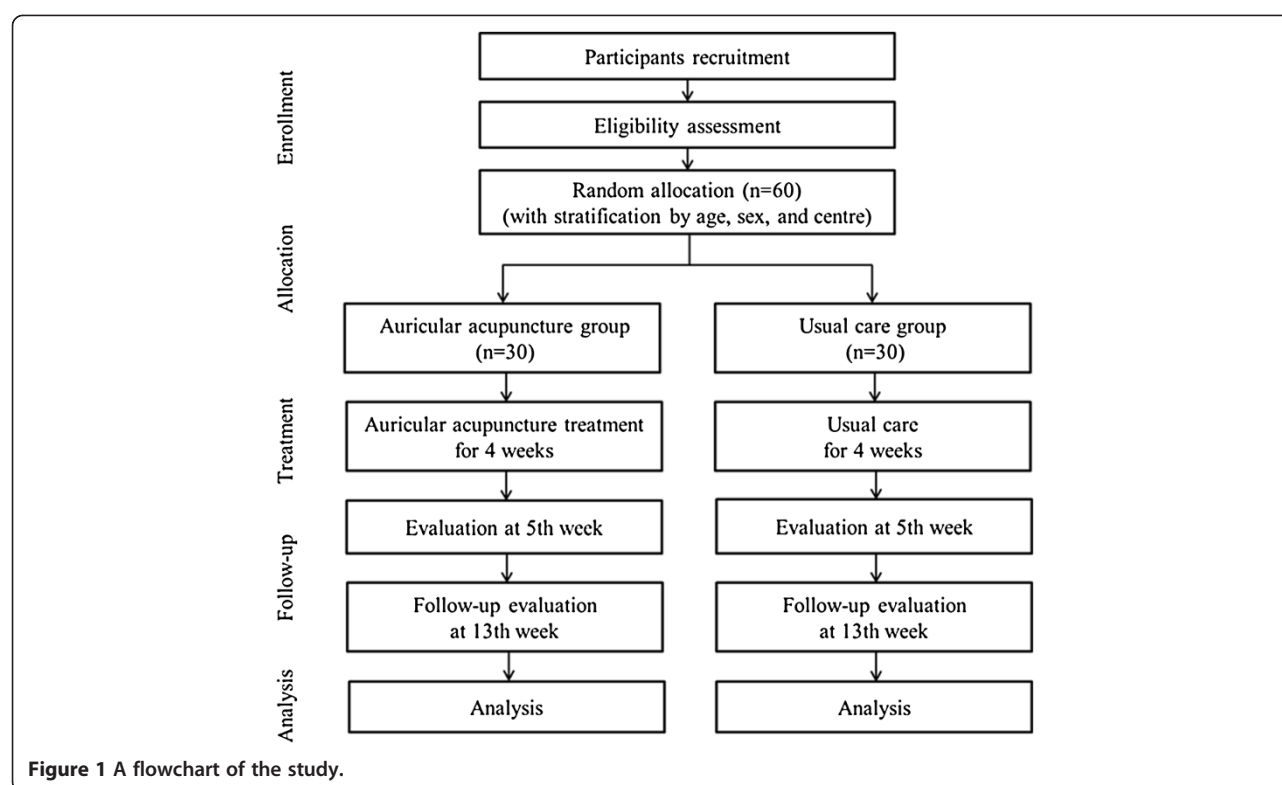 Enrollment
Participants recruitment
Eligibility assessment
Random allocation (n=60)
(with stratification by age, sex, and centre)
Allocation
Auricular acupuncture group
(n=30)
Usual care group
(n=30)
Treatment
Auricular acupuncture treatment
for 4 weeks
Usual care
for 4 weeks
Follow-up
Evaluation at 5th week
Evaluation at 5th week
Follow-up evaluation
at 13th week
Follow-up evaluation
at 13th week
Analysis
Analysis
Analysis
Figure 1 A flowchart of the study.